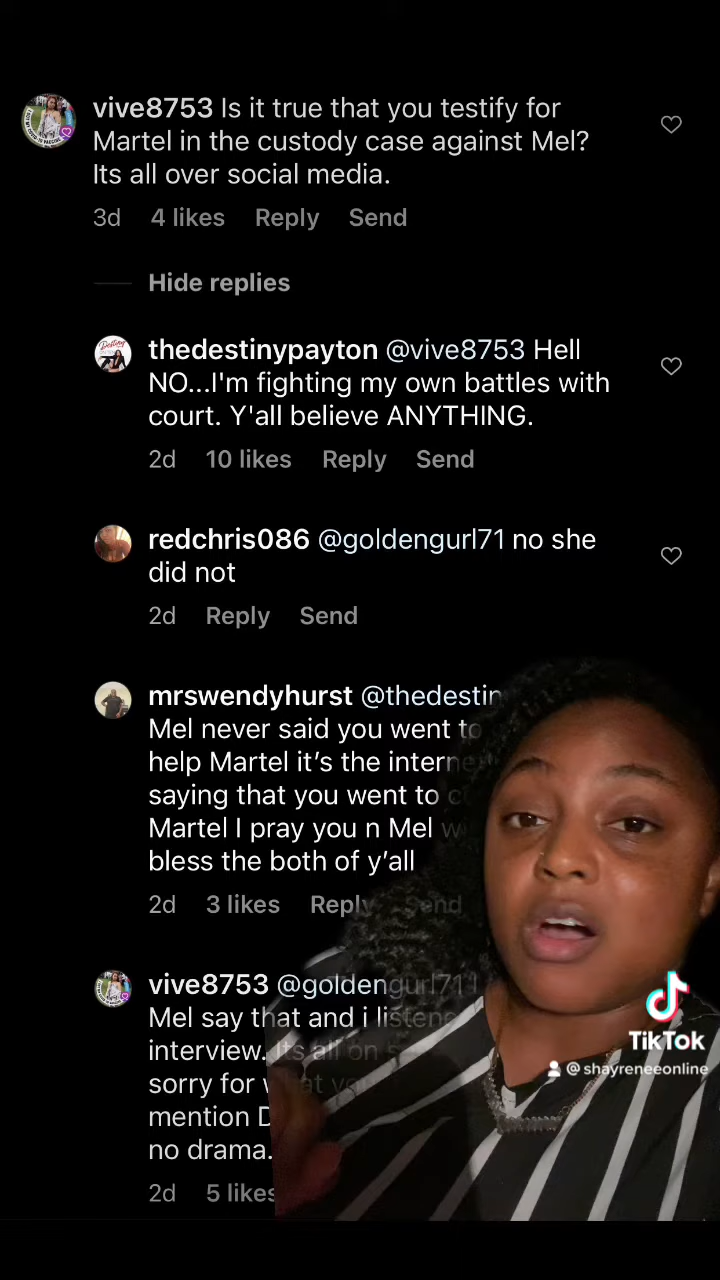 vive8753 Is it true that you testify for
Martel in the custody case against Mel?
Its all over social media.
3d 4 likes Reply Send
Hide replies
thedestinypayton @vive8753 Hell
NO...I'm fighting my own battles with
court. Y'all believe ANYTHING.
2d 10 likes Reply Send
redchris086 @goldengurl71 no she
did not
2d Reply Send
mrswendyhurst @thedestin
Mel never said you went to
help Martel it's the intern
saying that you went to
Martel I pray you n Mel w
bless the both of y'all
2d 3 likes Reply Send
vive8753 @goldengurl71
Mel say that and i listen
interview. Its all on
sorry for
mention D
no drama.
2d 5 likes
TikTok
@shayreneeonline